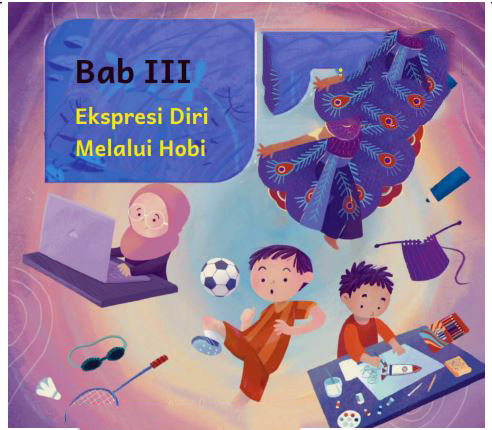 Bab III
Ekspresi Diri
Melalui Hobi